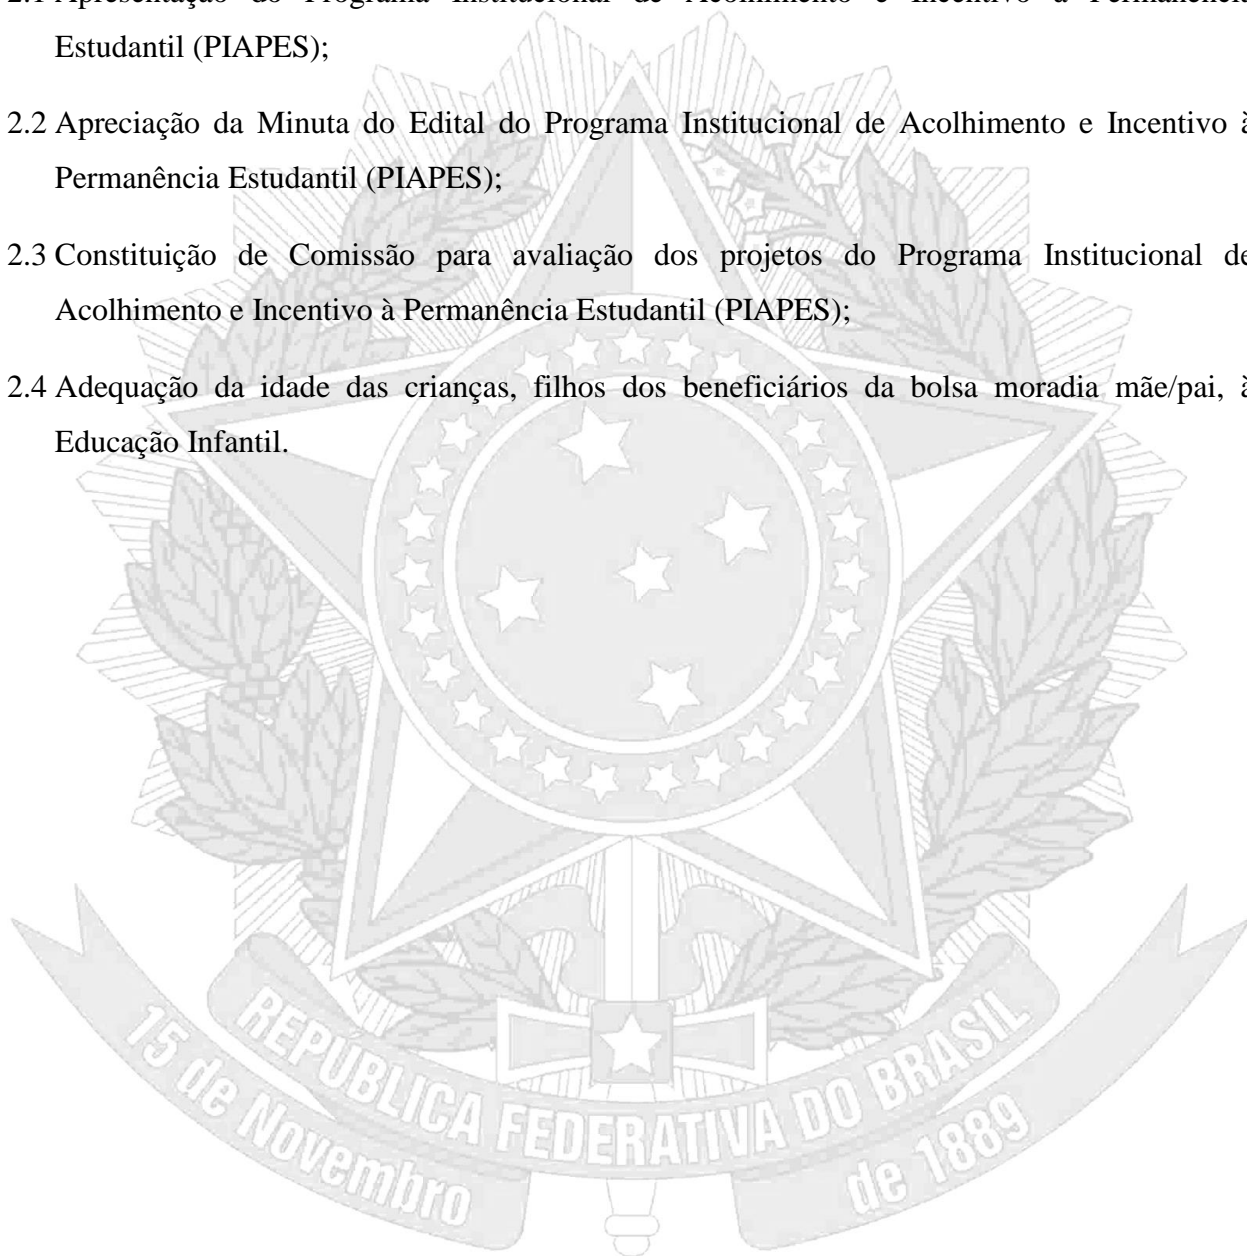 2.1 Apresentação do Programa Institucional de Acolhimento e Incentivo à Permanência
Estudantil (PIAPES);
2.2 Apreciação da Minuta do Edital do Programa Institucional de Acolhimento e Incentivo à
Permanência Estudantil (PIAPES);
2.3 Constituição de Comissão para avaliação dos projetos do Programa Institucional de
Acolhimento e Incentivo à Permanência Estudantil (PIAPES);
2.4 Adequação da idade das crianças, filhos dos beneficiários da bolsa moradia mãe/pai, à
Educação Infantil.
REPÚBLICA FEDERATIVA DO BRASIL
15 de Novembro de 1889